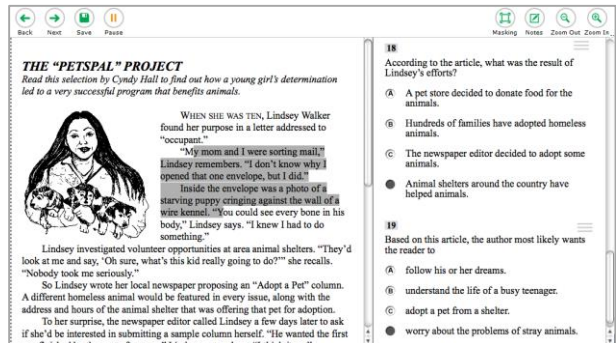 Back Next Save Pause Masking Notes Zoom Out Zoom In
THE “PETSPAL” PROJECT
Read this selection by Cyndy Hall to find out how a young girl’s determination
led to a very successful program that benefits animals.
WHEN SHE WAS TEN, Lindsey Walker
found her purpose in a letter addressed to
“occupant.”
“My mom and I were sorting mail,”
Lindsey remembers. “I don’t know why I
opened that one envelope, but I did.”
Inside the envelope was a photo of a
starving puppy cringing against the wall of a
wire kennel. “You could see every bone in his
body,” Lindsey says. “I knew I had to do
something.”
Lindsey investigated volunteer opportunities at area animal shelters. “They’d
look at me and say, ‘Oh sure, what’s this kid really going to do?’” she recalls.
“Nobody took me seriously.”
So Lindsey wrote her local newspaper proposing an “Adopt a Pet” column.
A different homeless animal would be featured in every issue, along with the
address and hours of the animal shelter that was offering that pet for adoption.
To her surprise, the newspaper editor called Lindsey a few days later to ask
if she’d be interested in submitting a sample column herself. “He wanted the first
18
According to the article, what was the result of
Lindsey’s efforts?
A A pet store decided to donate food for the
animals.
B Hundreds of families have adopted homeless
animals.
C The newspaper editor decided to adopt some
animals.
Animal shelters around the country have
helped animals.
19
Based on this article, the author most likely wants
the reader to
A follow his or her dreams.
B understand the life of a busy teenager.
C adopt a pet from a shelter.
worry about the problems of stray animals.